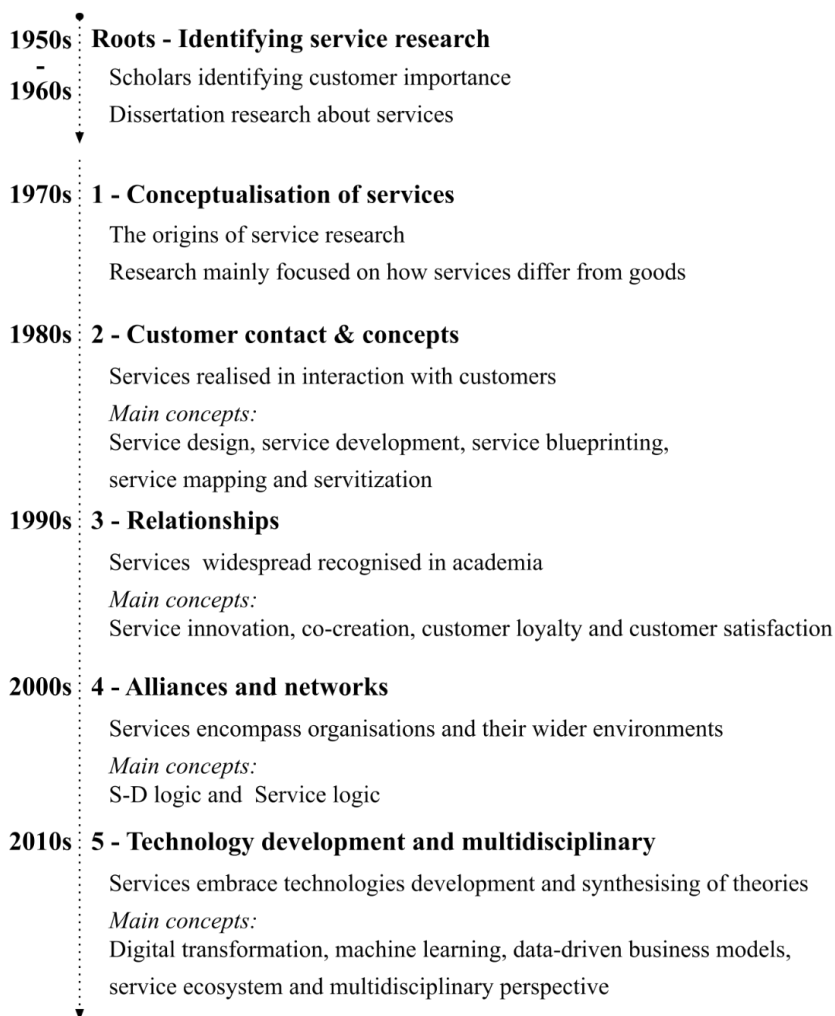 1950s Roots - Identifying service research
-
1960s
Scholars identifying customer importance
Dissertation research about services
1970s 1 - Conceptualisation of services
The origins of service research
Research mainly focused on how services differ from goods
1980s 2 - Customer contact & concepts
Services realised in interaction with customers
Main concepts:
Service design, service development, service blueprinting,
service mapping and servitization
1990s 3 - Relationships
Services widespread recognised in academia
Main concepts:
Service innovation, co-creation, customer loyalty and customer satisfaction
2000s 4 - Alliances and networks
Services encompass organisations and their wider environments
Main concepts:
S-D logic and Service logic
2010s 5 - Technology development and multidisciplinary
Services embrace technologies development and synthesising of theories
Main concepts:
Digital transformation, machine learning, data-driven business models,
service ecosystem and multidisciplinary perspective